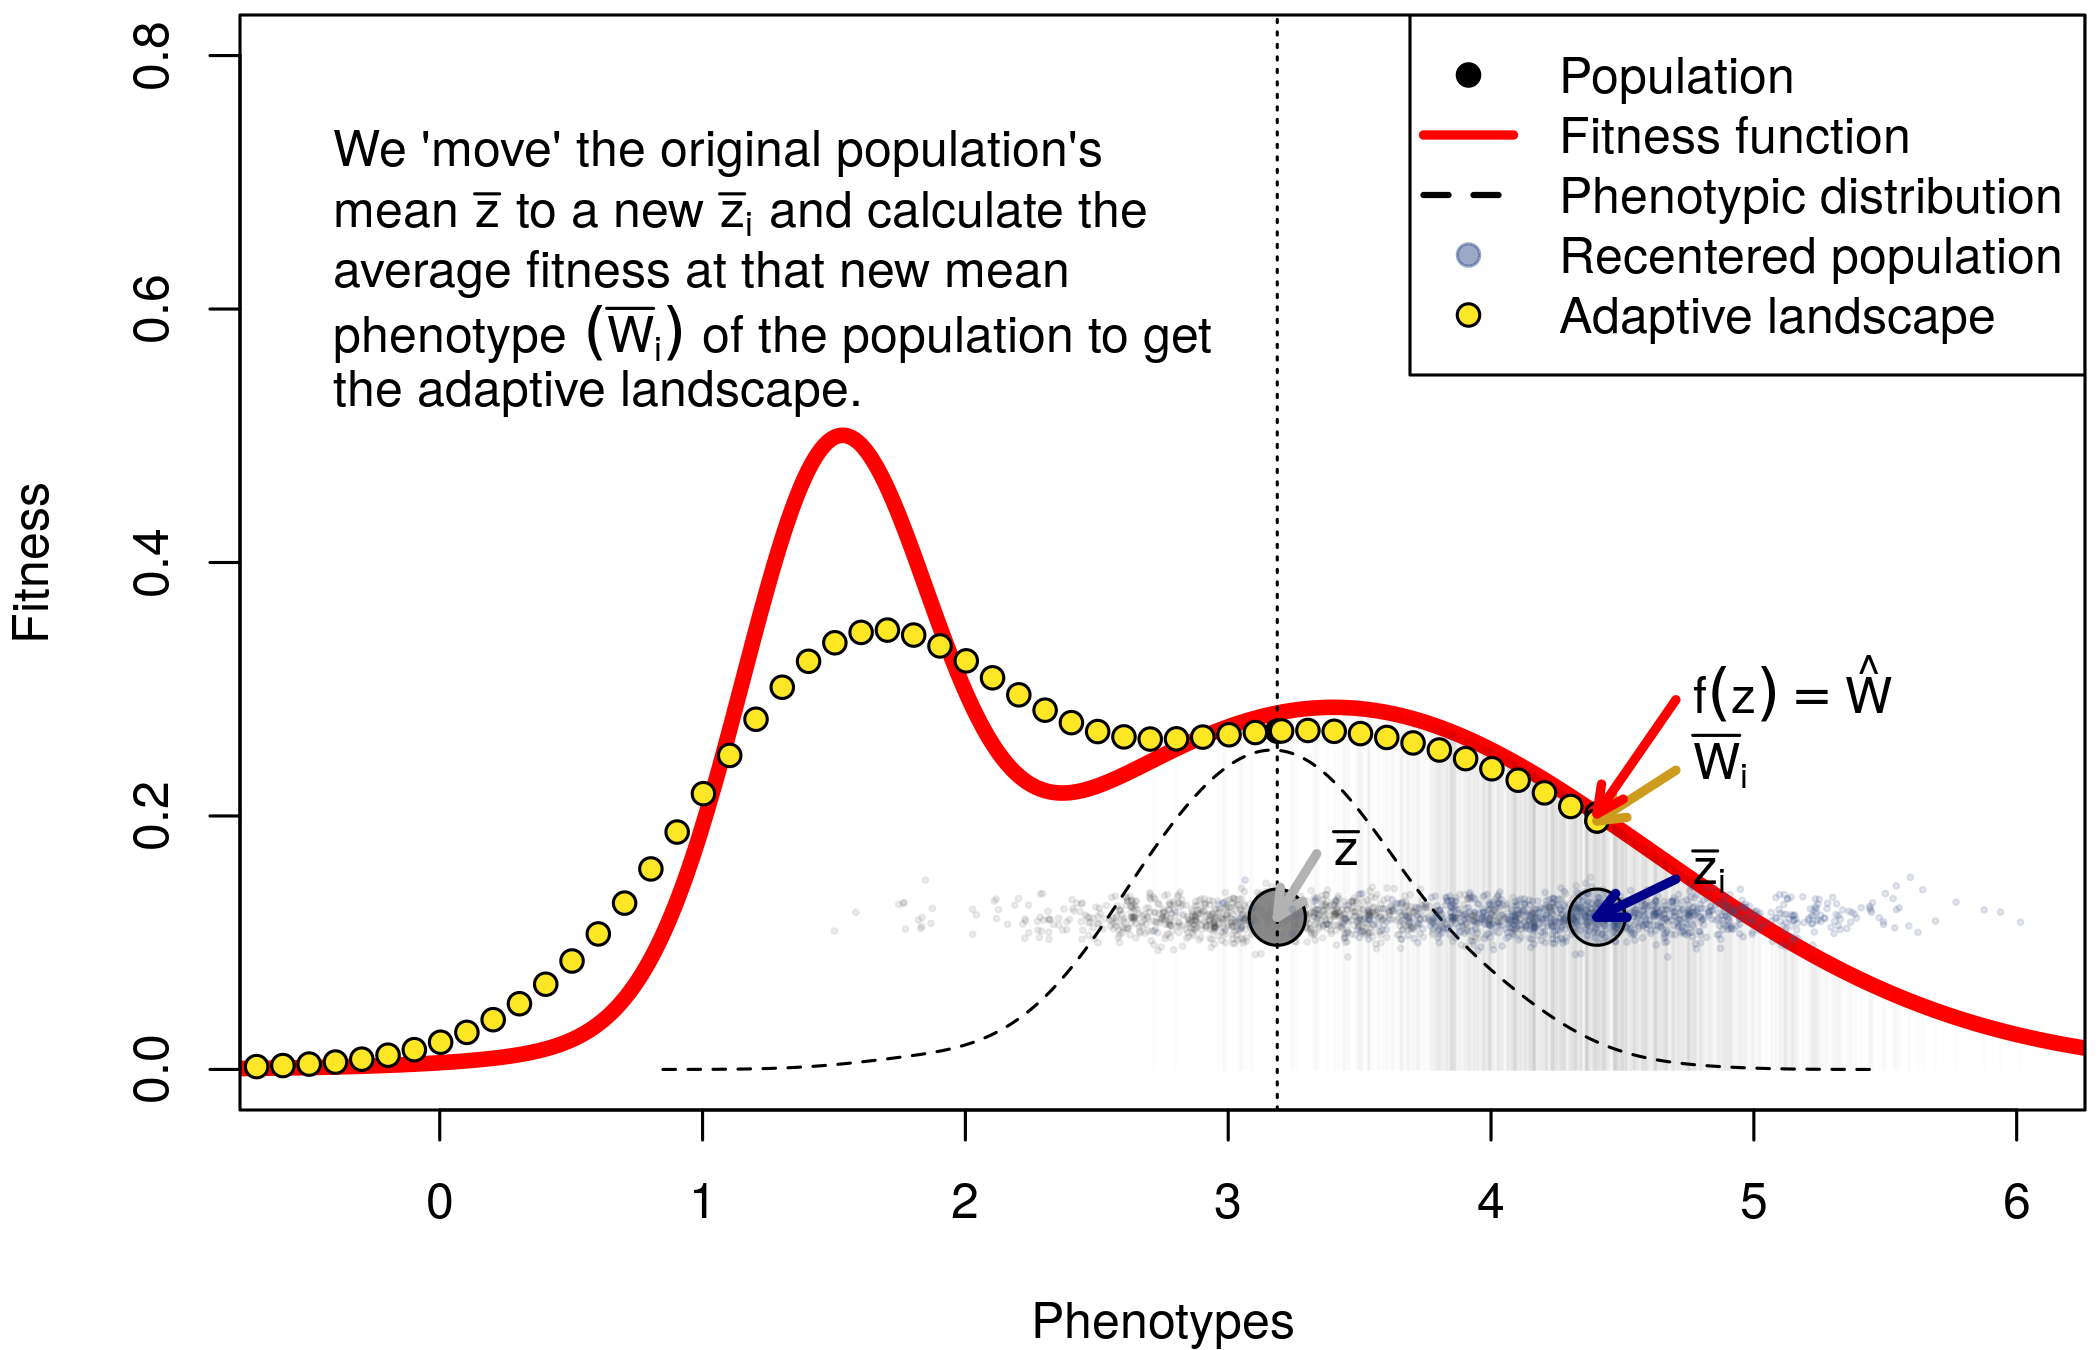 We 'move' the original population's
mean z̅ to a new z̅ᵢ and calculate the
average fitness at that new mean
phenotype (W̅ᵢ) of the population to get
the adaptive landscape.
Population
Fitness function
Phenotypic distribution
Recentered population
Adaptive landscape
f(z) = Ŵ
W̅ᵢ
z̅
z̅ᵢ
Fitness
0.8
0.6
0.4
0.2
0.0
0 1 2 3 4 5 6
Phenotypes